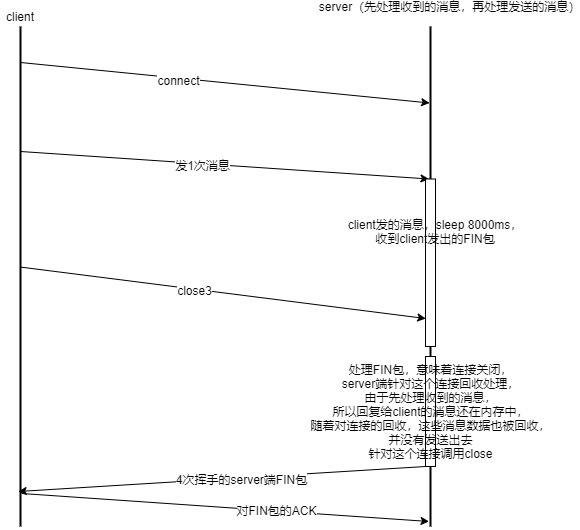 client
server（先处理收到的消息，再处理发送的消息）
connect
发1次消息
client发的消息，sleep 8000ms，
收到client发出的FIN包
close3
处理FIN包，意味着连接关闭，
server端针对这个连接回收处理，
由于先处理收到的消息，
所以回复给client的消息还在内存中，
随着对连接的回收，这些消息数据也被回收，
并没有发送出去
针对这个连接调用close
4次挥手的server端FIN包
对FIN包的ACK